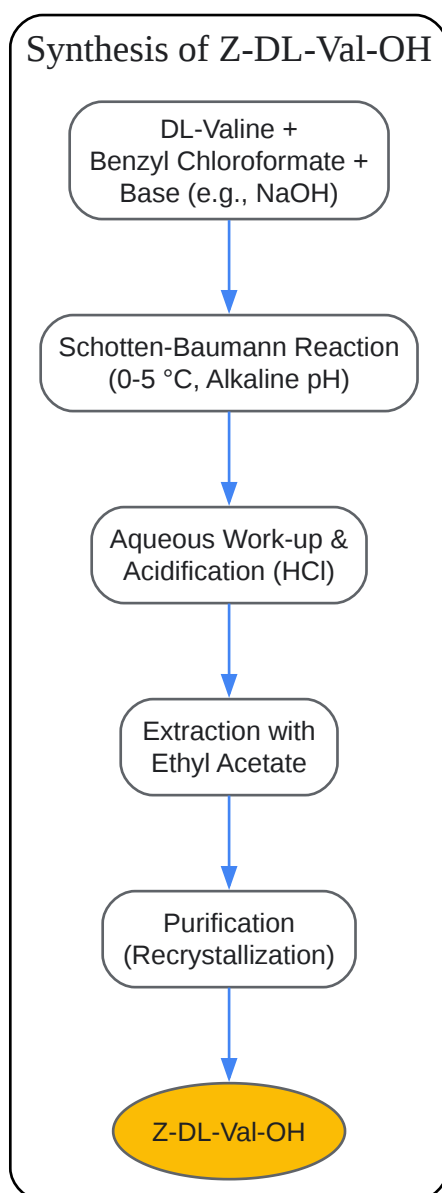 Synthesis of Z-DL-Val-OH
DL-Valine +
Benzyl Chloroformate +
Base (e.g., NaOH)
Schotten-Baumann Reaction
(0-5 °C, Alkaline pH)
Aqueous Work-up &
Acidification (HCl)
Extraction with
Ethyl Acetate
Purification
(Recrystallization)
Z-DL-Val-OH